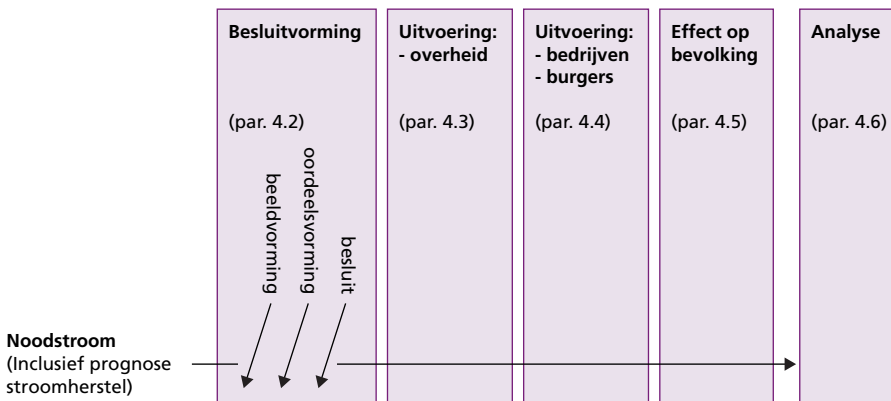 Besluitvorming
(par. 4.2)
beeldvorming
oordeelsvorming
besluit
Uitvoering:
- overheid
(par. 4.3)
Uitvoering:
- bedrijven
- burgers
(par. 4.4)
Effect op
bevolking
(par. 4.5)
Analyse
(par. 4.6)
Noodstroom
(Inclusief prognose
stroomherstel)